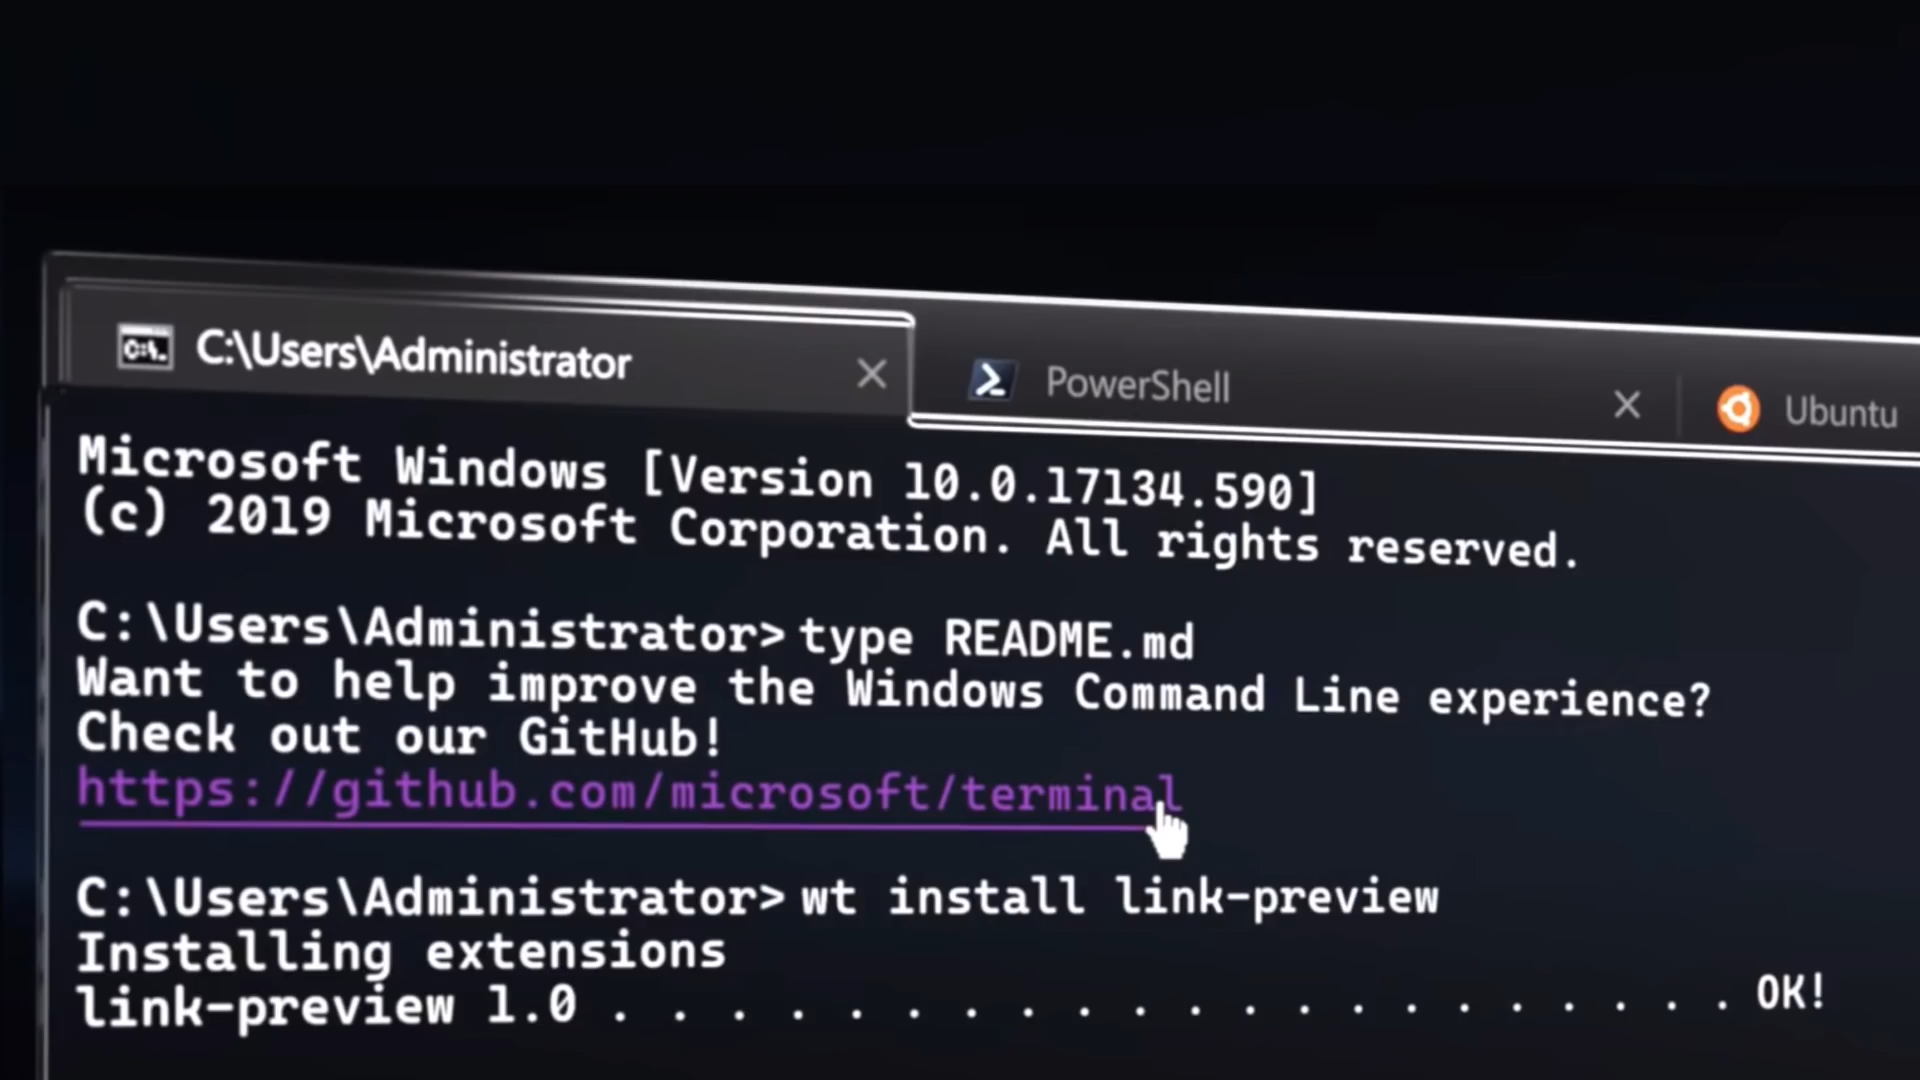 C:\Users\Administrator
PowerShell
Ubuntu
Microsoft Windows [Version 10.0.17134.590]
(c) 2019 Microsoft Corporation. All rights reserved.
C:\Users\Administrator> type README.md
Want to help improve the Windows Command Line experience?
Check out our GitHub!
https://github.com/microsoft/terminal
C:\Users\Administrator> wt install link-preview
Installing extensions
link-preview 1.0 . . . . . . . . . . . . . . . . . . . . OK!